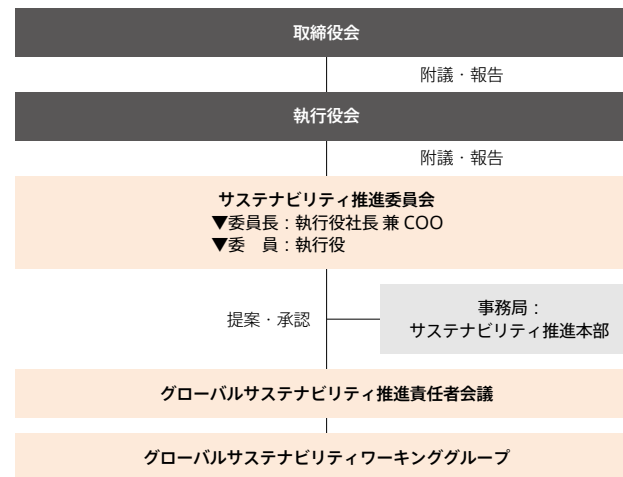 取締役会
附議・報告
執行役会
附議・報告
サステナビリティ推進委員会
▼委員長：執行役社長 兼 COO
▼委　員：執行役
提案・承認
事務局：
サステナビリティ推進本部
グローバルサステナビリティ推進責任者会議
グローバルサステナビリティワーキンググループ